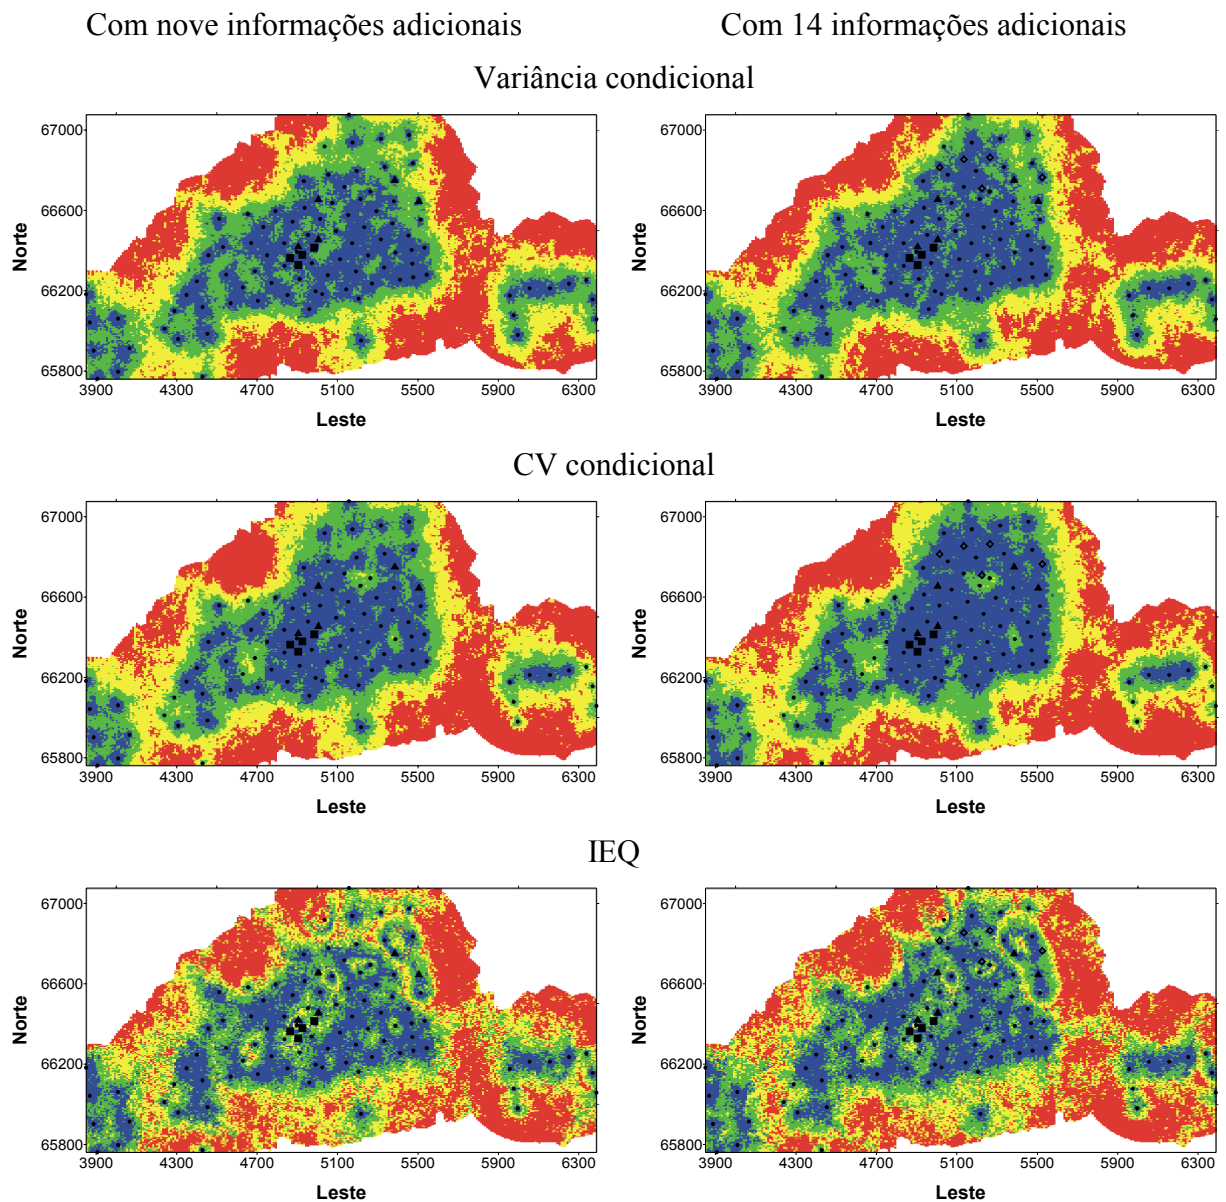 Com nove informações adicionais Com 14 informações adicionais
Variância condicional
67000 67000
66600 66600
Norte Norte
66200 66200
65800 65800
3900 4300 4700 5100 5500 5900 6300 3900 4300 4700 5100 5500 5900 6300
Leste Leste
CV condicional
67000 67000
66600 66600
Norte Norte
66200 66200
65800 65800
3900 4300 4700 5100 5500 5900 6300 3900 4300 4700 5100 5500 5900 6300
Leste Leste
IEQ
67000 67000
66600 66600
Norte Norte
66200 66200
65800 65800
3900 4300 4700 5100 5500 5900 6300 3900 4300 4700 5100 5500 5900 6300
Leste Leste